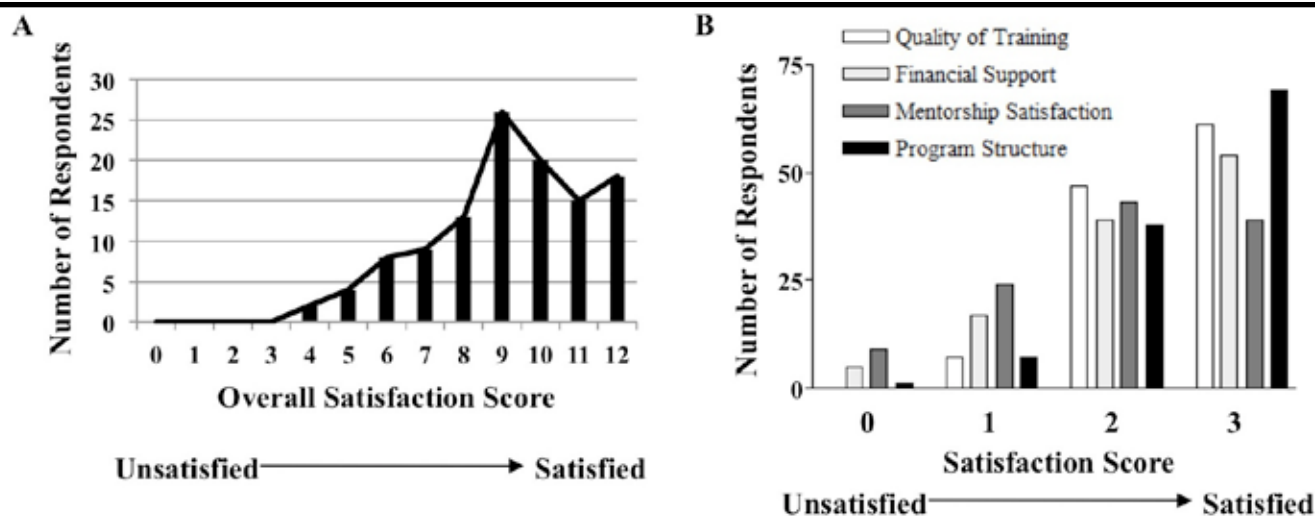 A
Number of Respondents
30
25
20
15
10
5
0
0 1 2 3 4 5 6 7 8 9 10 11 12
Overall Satisfaction Score
Unsatisfied Satisfied
B
Quality of Training
Financial Support
Mentorship Satisfaction
Program Structure
Number of Respondents
75
50
25
0
0 1 2 3
Satisfaction Score
Unsatisfied Satisfied